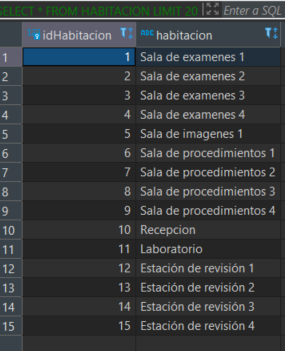 SELECT * FROM HABITACION LIMIT 20 Enter a SQL
idHabitacion ABC habitacion
1 1 Sala de examenes 1
2 2 Sala de examenes 2
3 3 Sala de examenes 3
4 4 Sala de examenes 4
5 5 Sala de imagenes 1
6 6 Sala de procedimientos 1
7 7 Sala de procedimientos 2
8 8 Sala de procedimientos 3
9 9 Sala de procedimientos 4
10 10 Recepcion
11 11 Laboratorio
12 12 Estación de revisión 1
13 13 Estación de revisión 2
14 14 Estación de revisión 3
15 15 Estación de revisión 4